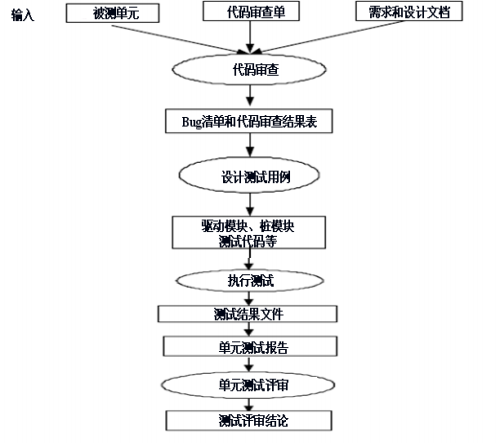 输入
被测单元
代码审查单
需求和设计文档
代码审查
Bug清单和代码审查结果表
设计测试用例
驱动模块、桩模块
测试代码等
执行测试
测试结果文件
单元测试报告
单元测试评审
测试评审结论